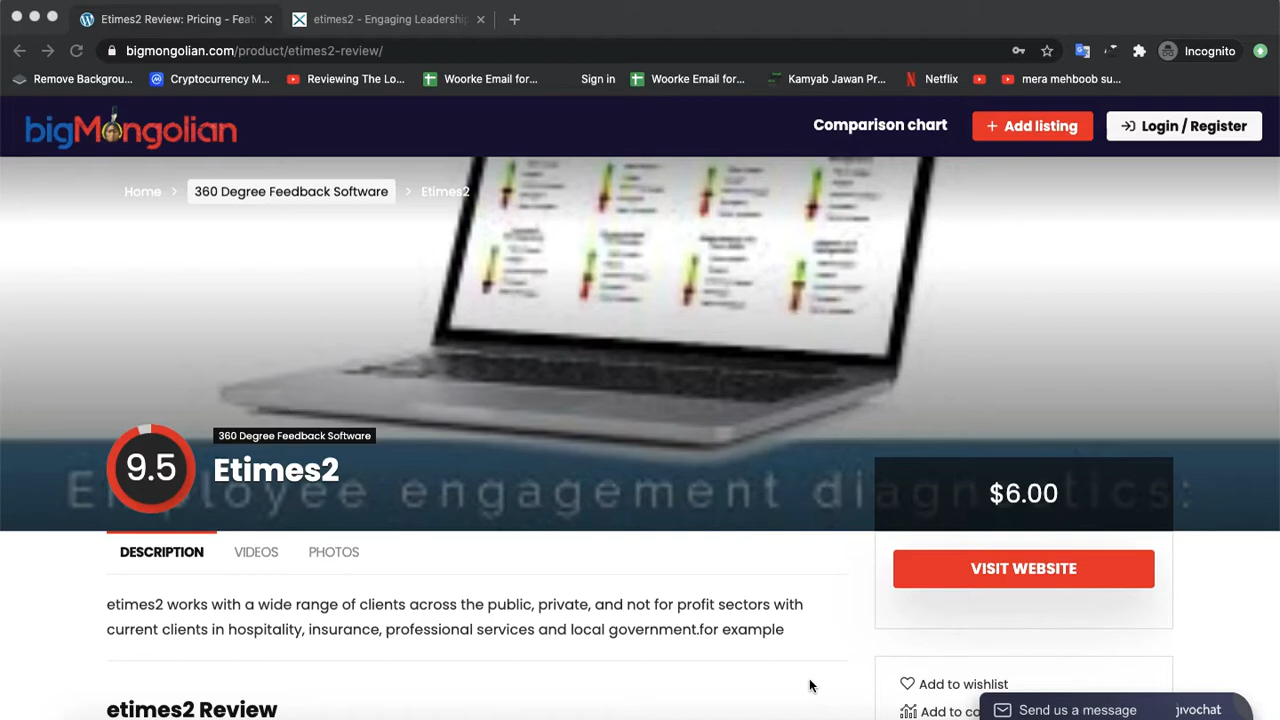 Etimes2 Review: Pricing - Feat
etimes2 - Engaging Leadership
bigmongolian.com/product/etimes2-review/
Incognito
Remove Backgrou...
Cryptocurrency M...
Reviewing The Lo...
Woorke Email for...
Sign in
Woorke Email for...
Kamyab Jawan Pr...
Netflix
mera mehboob su...
bigMongolian
Comparison chart
+ Add listing
Login / Register
Home > 360 Degree Feedback Software > Etimes2
9.5
360 Degree Feedback Software
Etimes2
Employee engagement diagnostics:
$6.00
DESCRIPTION
VIDEOS
PHOTOS
VISIT WEBSITE
etimes2 works with a wide range of clients across the public, private, and not for profit sectors with
current clients in hospitality, insurance, professional services and local government.for example
Add to wishlist
etimes2 Review
Add to co
Send us a message
jivochat